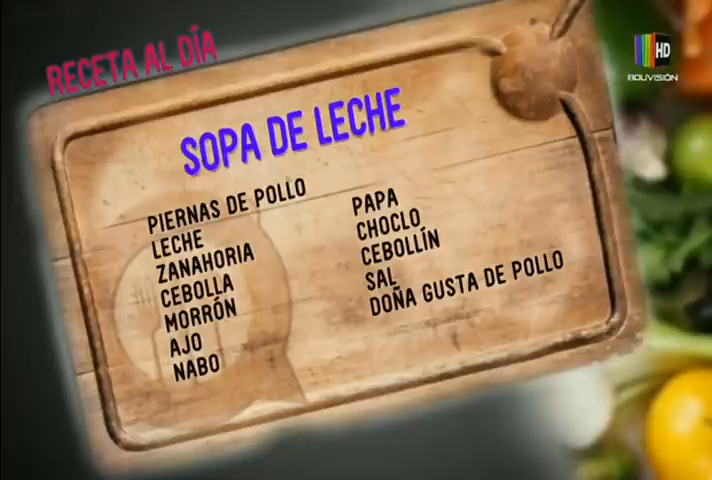 RECETA AL DÍA
HD
BOLIVISIÓN
SOPA DE LECHE
PIERNAS DE POLLO
LECHE
ZANAHORIA
CEBOLLA
MORRÓN
AJO
NABO
PAPA
CHOCLO
CEBOLLÍN
SAL
DOÑA GUSTA DE POLLO